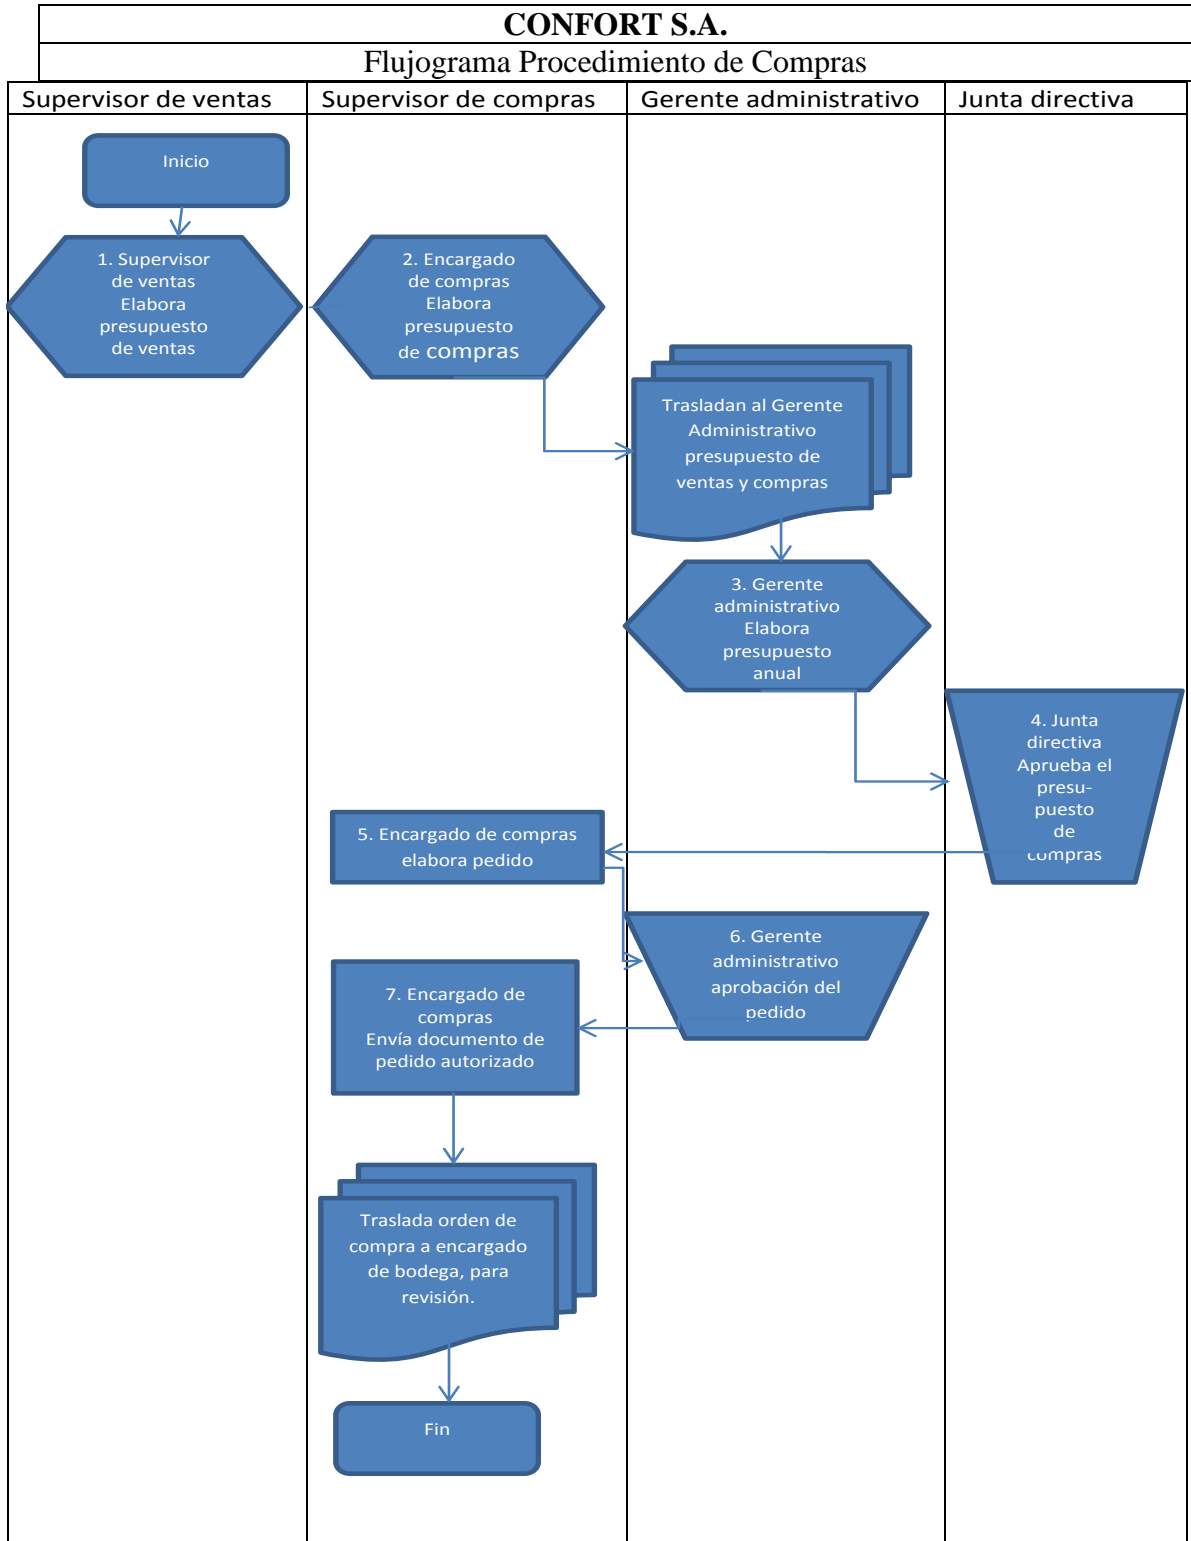 CONFORT S.A.
Flujograma Procedimiento de Compras
Supervisor de ventas
Supervisor de compras
Gerente administrativo
Junta directiva
Inicio
1. Supervisor
de ventas
Elabora
presupuesto
de ventas
2. Encargado
de compras
Elabora
presupuesto
de compras
Trasladan al Gerente
Administrativo
presupuesto de
ventas y compras
3. Gerente
administrativo
Elabora
presupuesto
anual
4. Junta
directiva
Aprueba el
presu-
puesto
de
compras
5. Encargado de compras
elabora pedido
6. Gerente
administrativo
aprobación del
pedido
7. Encargado de
compras
Envía documento de
pedido autorizado
Traslada orden de
compra a encargado
de bodega, para
revisión.
Fin